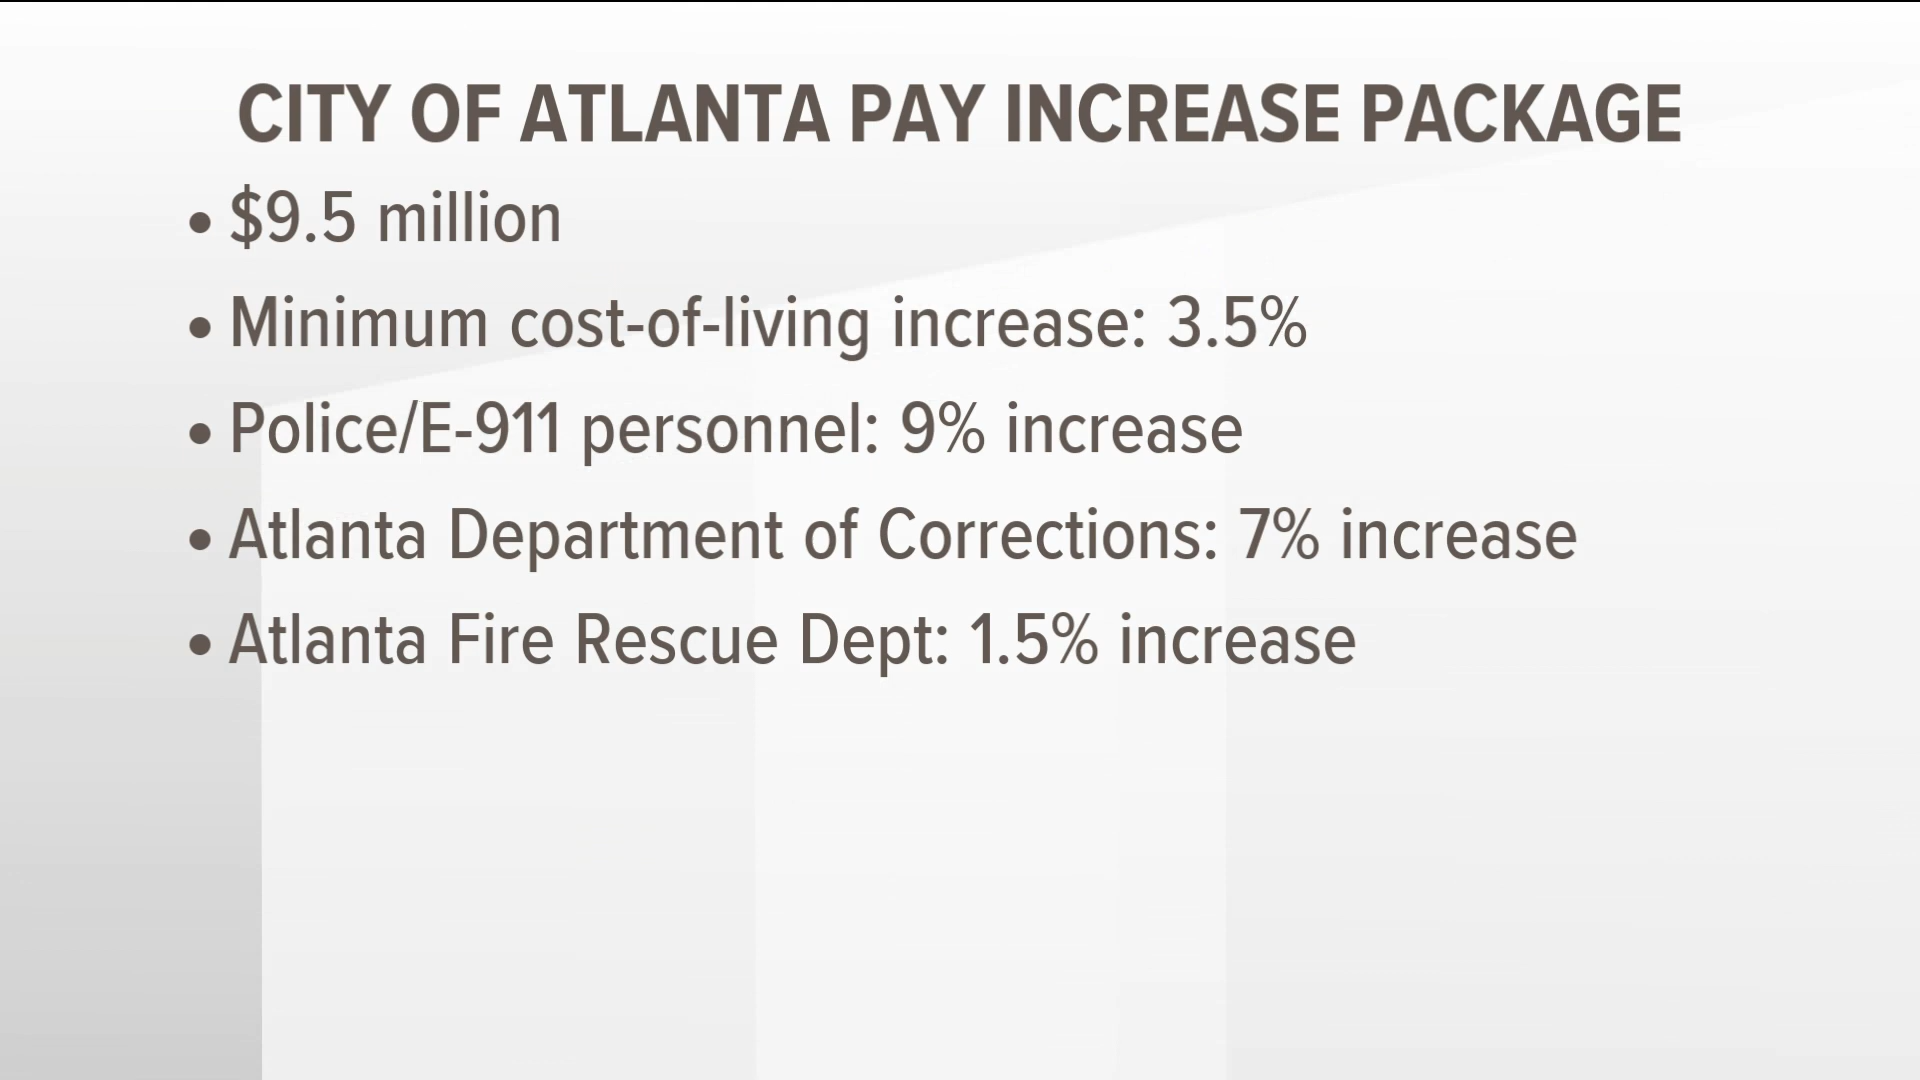 CITY OF ATLANTA PAY INCREASE PACKAGE
• $9.5 million
• Minimum cost-of-living increase: 3.5%
• Police/E-911 personnel: 9% increase
• Atlanta Department of Corrections: 7% increase
• Atlanta Fire Rescue Dept: 1.5% increase